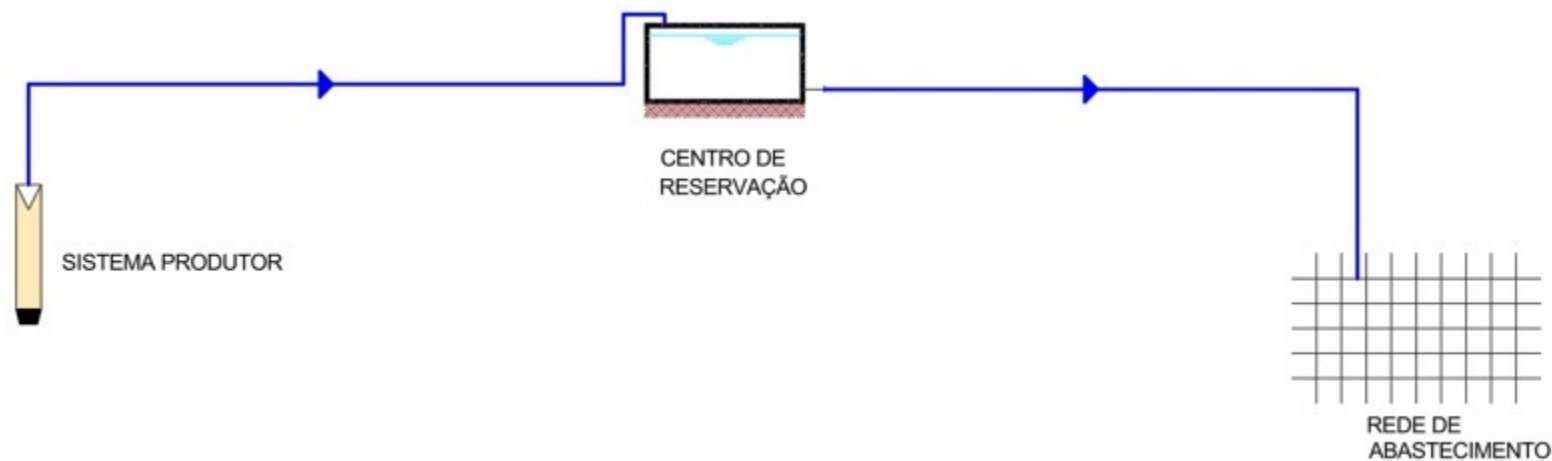 CENTRO DE
RESERVAÇÃO
SISTEMA PRODUTOR
REDE DE
ABASTECIMENTO